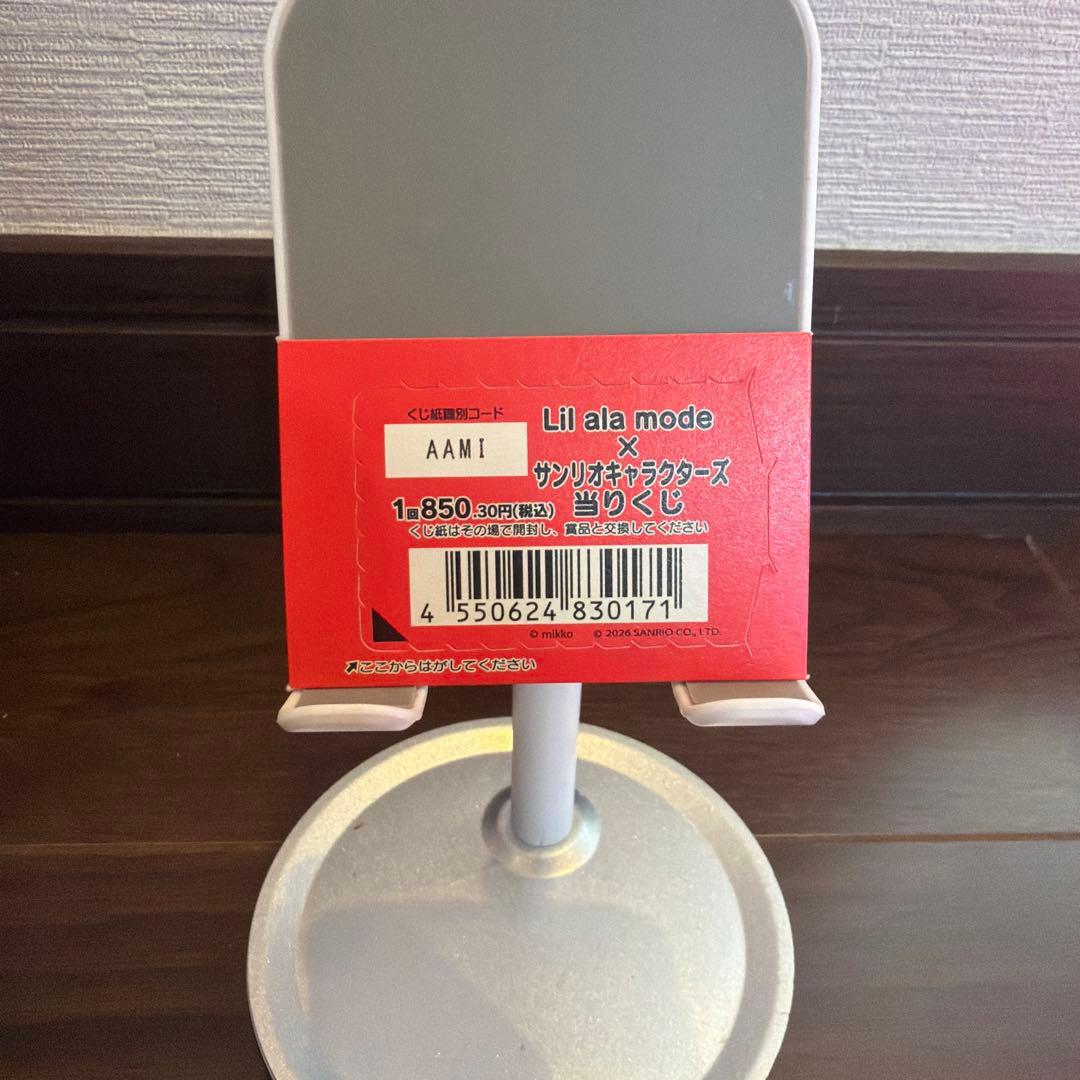 くじ紙識別コード
AAMI
Lil ala mode
×
サンリオキャラクターズ
当りくじ
1回850.30円(税込)
くじ紙はその場で開封し、賞品と交換してください
4 550624 830171
© mikko © 2026 SANRIO CO., LTD.
↗ここからはがしてください